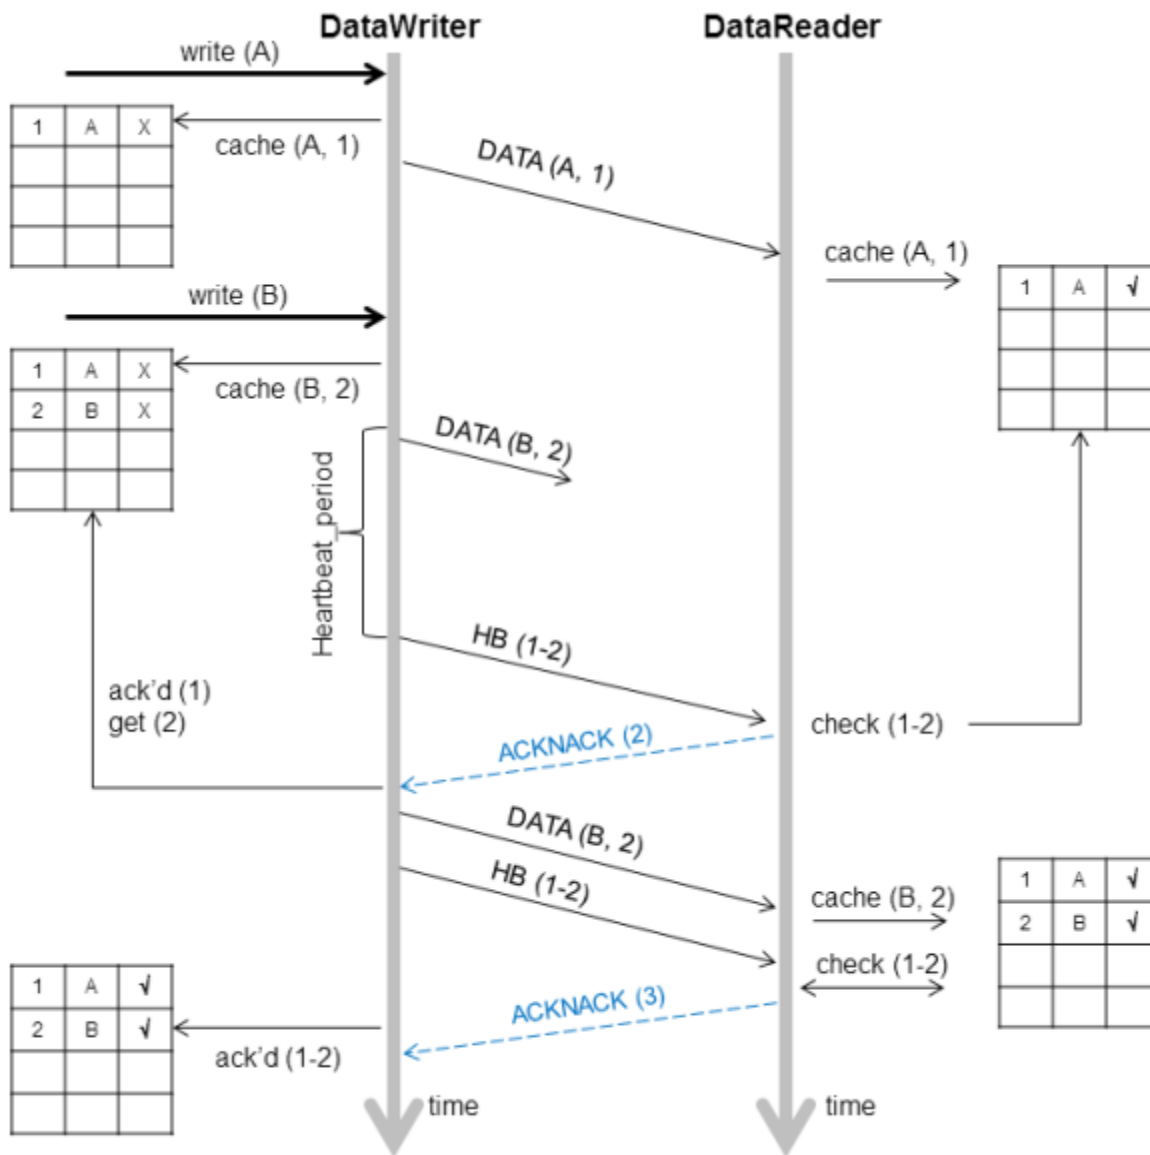 DataWriter DataReader
write (A)
1 A X
cache (A, 1)
DATA (A, 1)
cache (A, 1)
1 A √
write (B)
1 A X
2 B X
cache (B, 2)
DATA (B, 2)
Heartbeat_period
HB (1-2)
ack'd (1)
get (2)
check (1-2)
ACKNACK (2)
DATA (B, 2)
HB (1-2)
cache (B, 2)
1 A √
2 B √
check (1-2)
ACKNACK (3)
1 A √
2 B √
ack'd (1-2)
time time